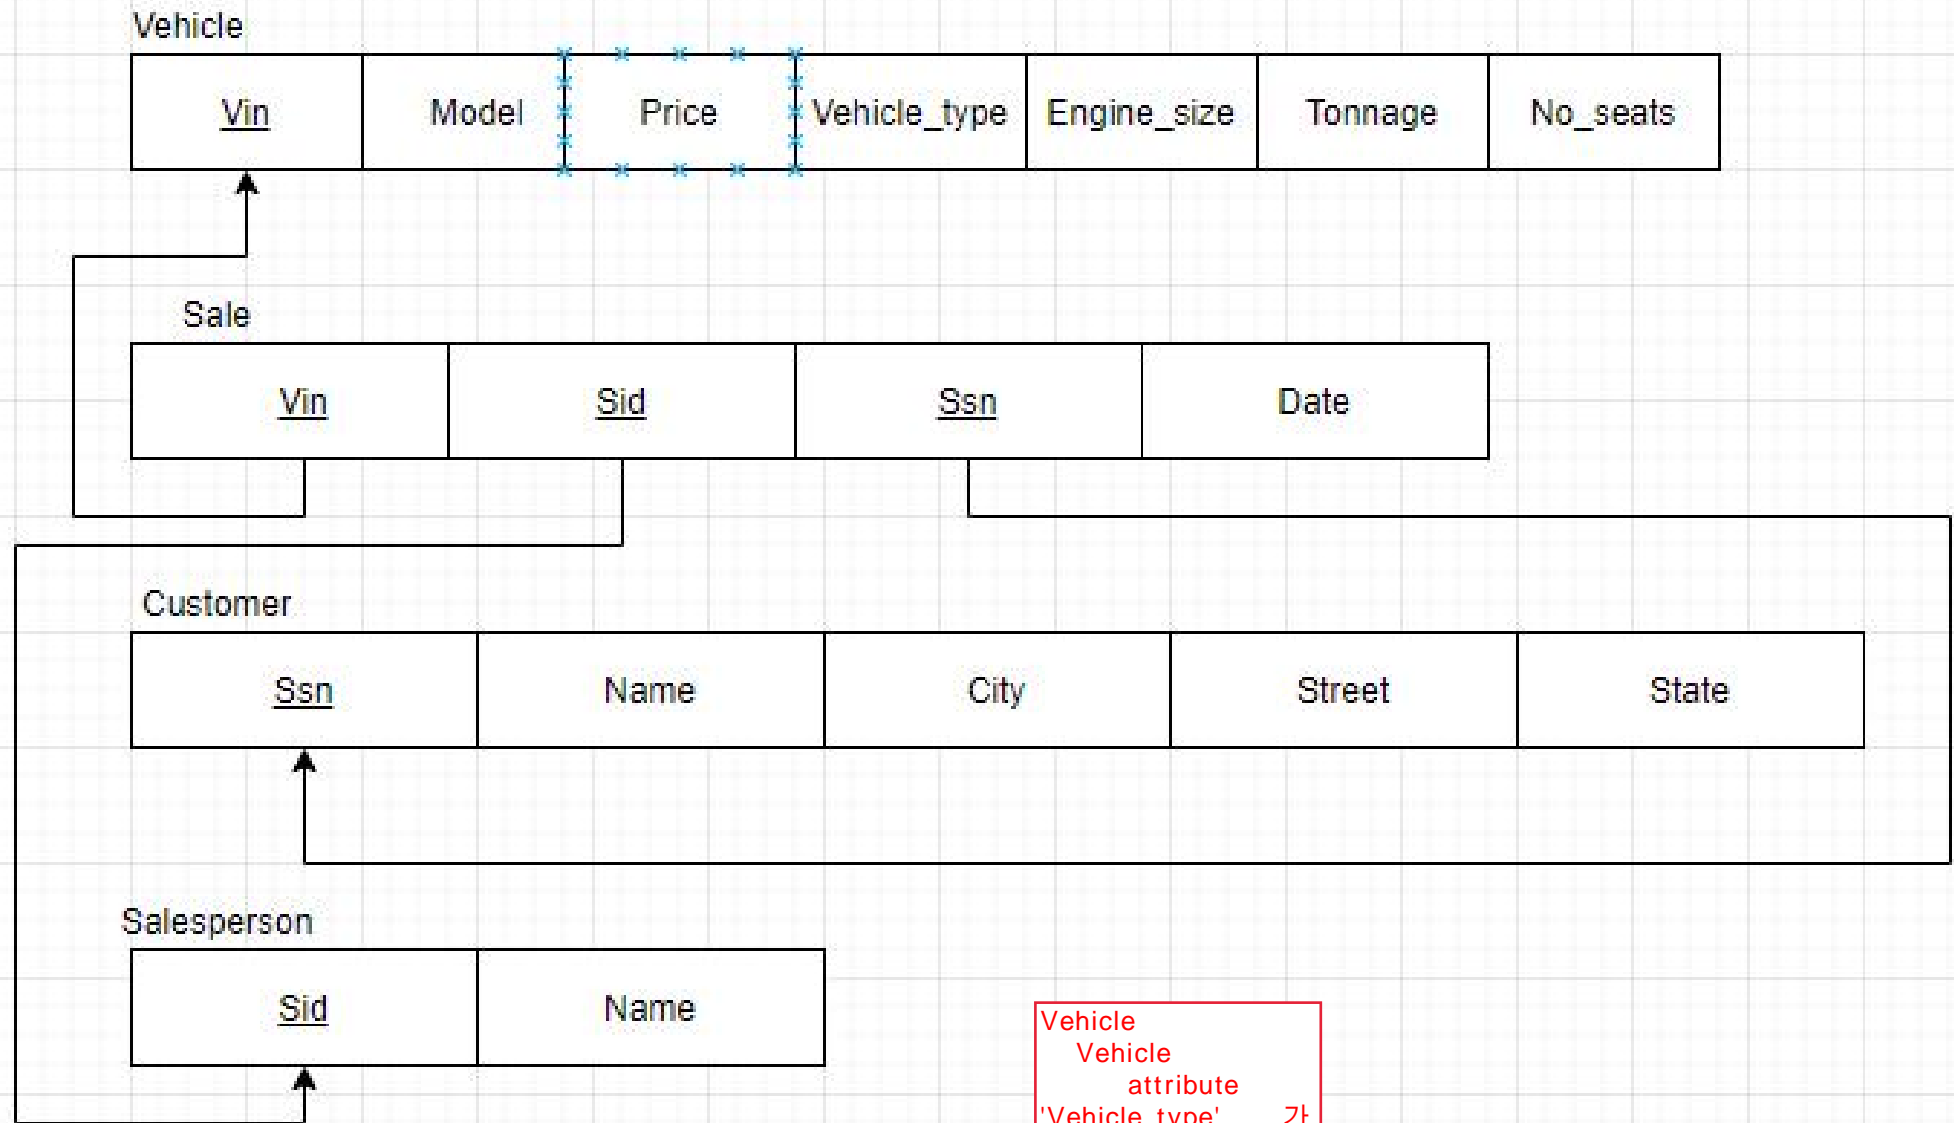 Vehicle
Vin Model Price Vehicle_type Engine_size Tonnage No_seats
Sale
Vin Sid Ssn Date
Customer
Ssn Name City Street State
Salesperson
Sid Name
Vehicle
Vehicle
attribute
'Vehicle_type' 가